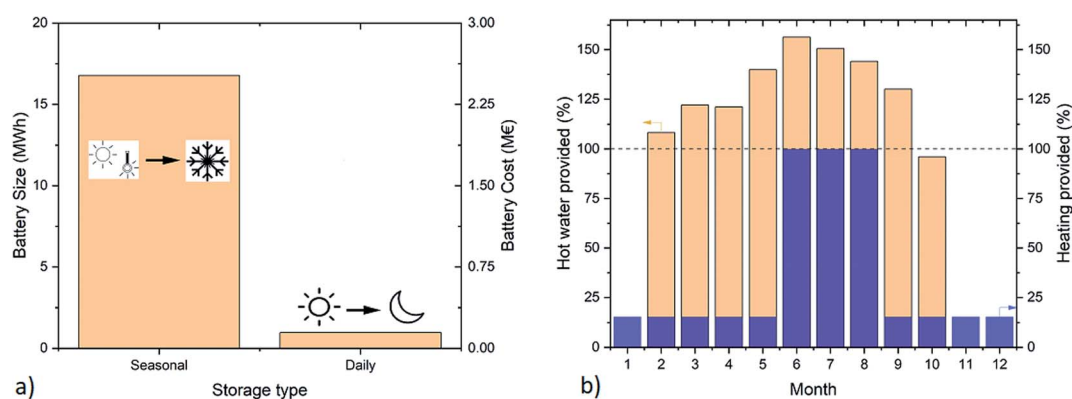 20
15
10
5
0
Battery Size (MWh)
3.00
2.25
1.50
0.75
0.00
Battery Cost (M€)
Seasonal Daily
Storage type
a)
150
125
100
75
50
25
0
Hot water provided (%)
150
125
100
75
50
25
0
Heating provided (%)
1 2 3 4 5 6 7 8 9 10 11 12
Month
b)